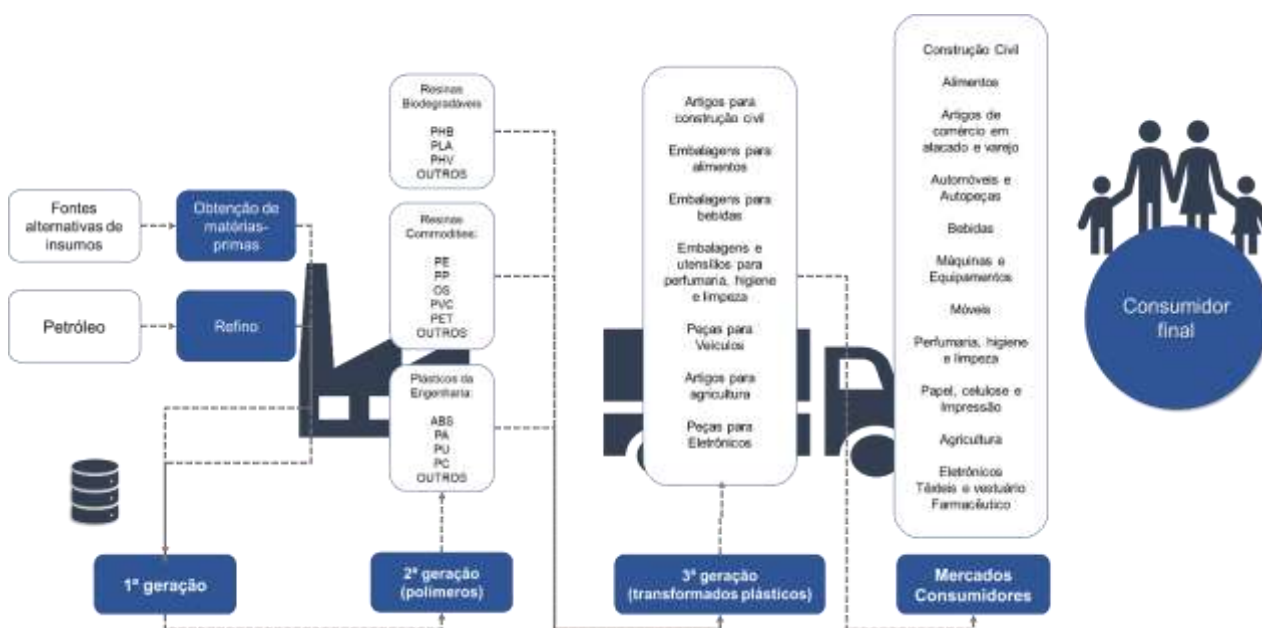 Fontes
alternativas de
insumos
Obtenção de
matérias-
primas
Petróleo
Refino
1ª geração
Resinas
Biodegradáveis
PHB
PLA
PHV
OUTROS
Resinas
Commodities:
PE
PP
OS
PVC
PET
OUTROS
Plásticos da
Engenharia:
ABS
PA
PU
PC
OUTROS
2ª geração
(polímeros)
Artigos para
construção civil
Embalagens para
alimentos
Embalagens para
bebidas
Embalagens e
utensílios para
perfumaria, higiene
e limpeza
Peças para
Veículos
Artigos para
agricultura
Peças para
Eletrônicos
3ª geração
(transformados plásticos)
Construção Civil
Alimentos
Artigos de
comércio em
atacado e varejo
Automóveis e
Autopeças
Bebidas
Máquinas e
Equipamentos
Móveis
Perfumaria, higiene
e limpeza
Papel, celulose e
Impressão
Agricultura
Eletrônicos
Têxteis e vestuário
Farmacêutico
Mercados
Consumidores
Consumidor
final